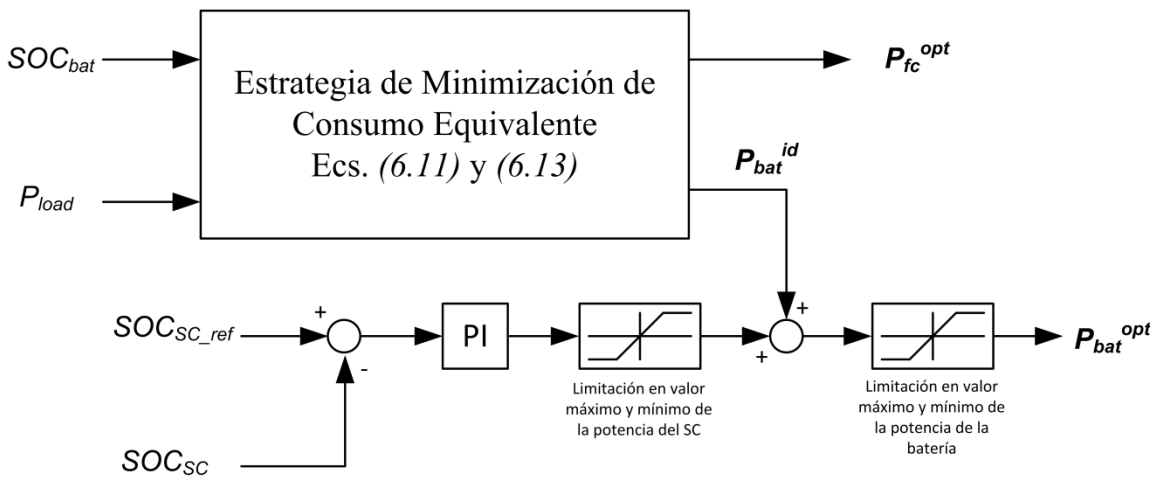 SOC_bat
P_fc^opt
Estrategia de Minimización de
Consumo Equivalente
Ecs. (6.11) y (6.13)
P_bat^id
P_load
SOC_SC_ref
+
-
PI
+
+
P_bat^opt
Limitación en valor
máximo y mínimo de
la potencia del SC
Limitación en valor
máximo y mínimo de
la potencia de la
batería
SOC_SC